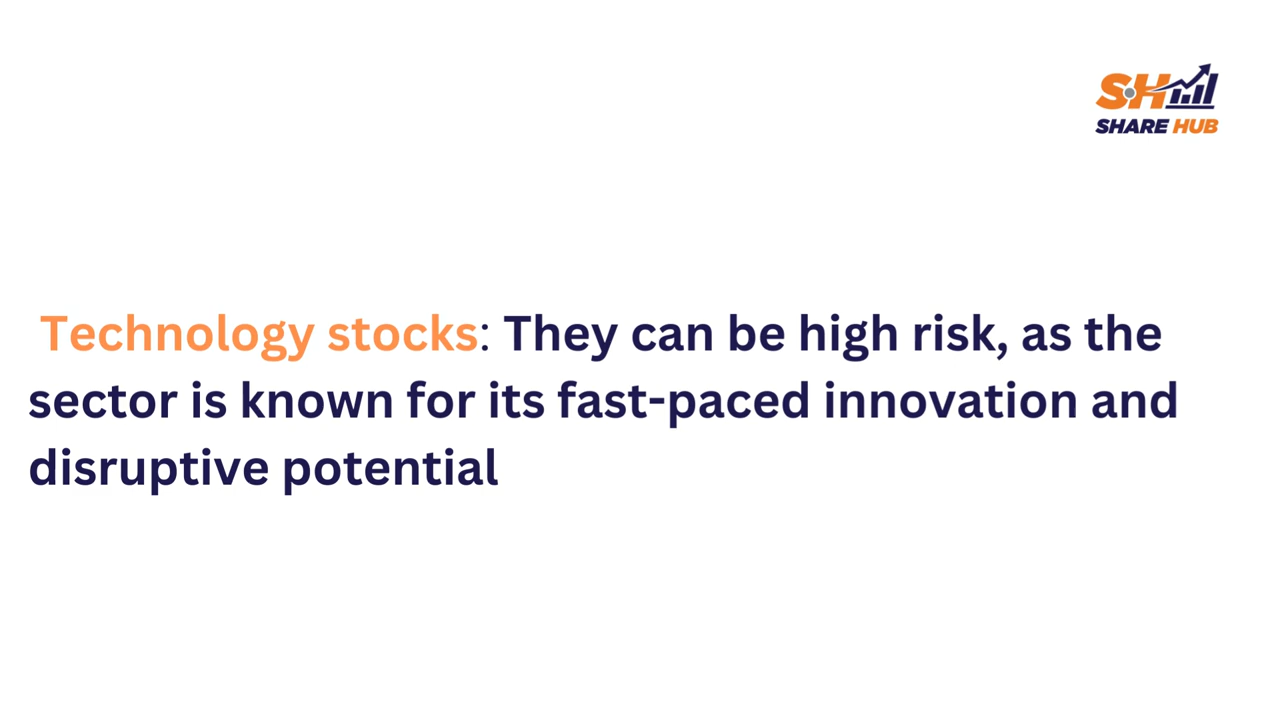 SH
SHARE HUB
Technology stocks: They can be high risk, as the
sector is known for its fast-paced innovation and
disruptive potential